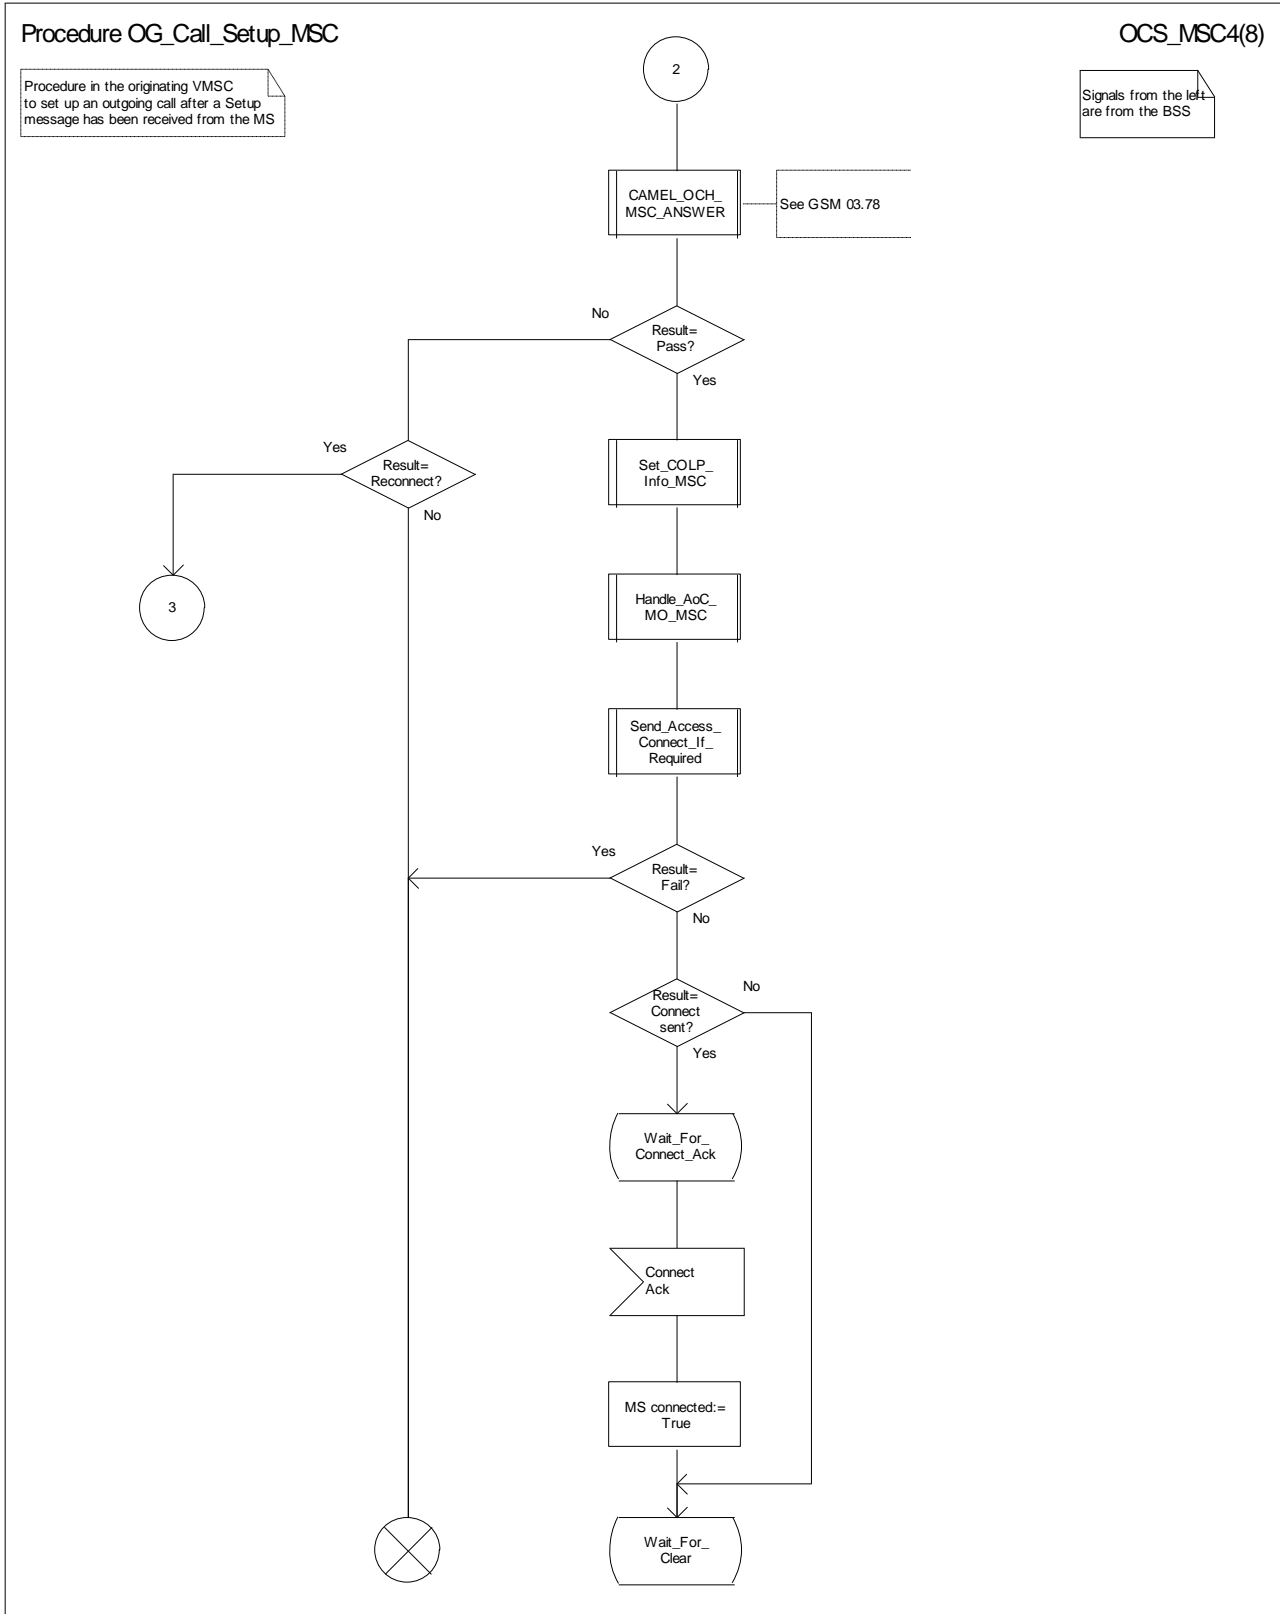 Procedure OG_Call_Setup_MSC
OCS_MSC4(8)
Procedure in the originating VMSC
to set up an outgoing call after a Setup
message has been received from the MS
2
Signals from the left
are from the BSS
CAMEL_OCH_
MSC_ANSWER
See GSM 03.78
No
Result=
Pass?
Yes
Yes
Result=
Reconnect?
No
Set_COLP_
Info_MSC
3
Handle_AoC_
MO_MSC
Send_Access_
Connect_If_
Required
Yes
Result=
Fail?
No
Result=
Connect
sent?
No
Yes
Wait_For_
Connect_Ack
Connect
Ack
MS connected:=
True
Wait_For_
Clear